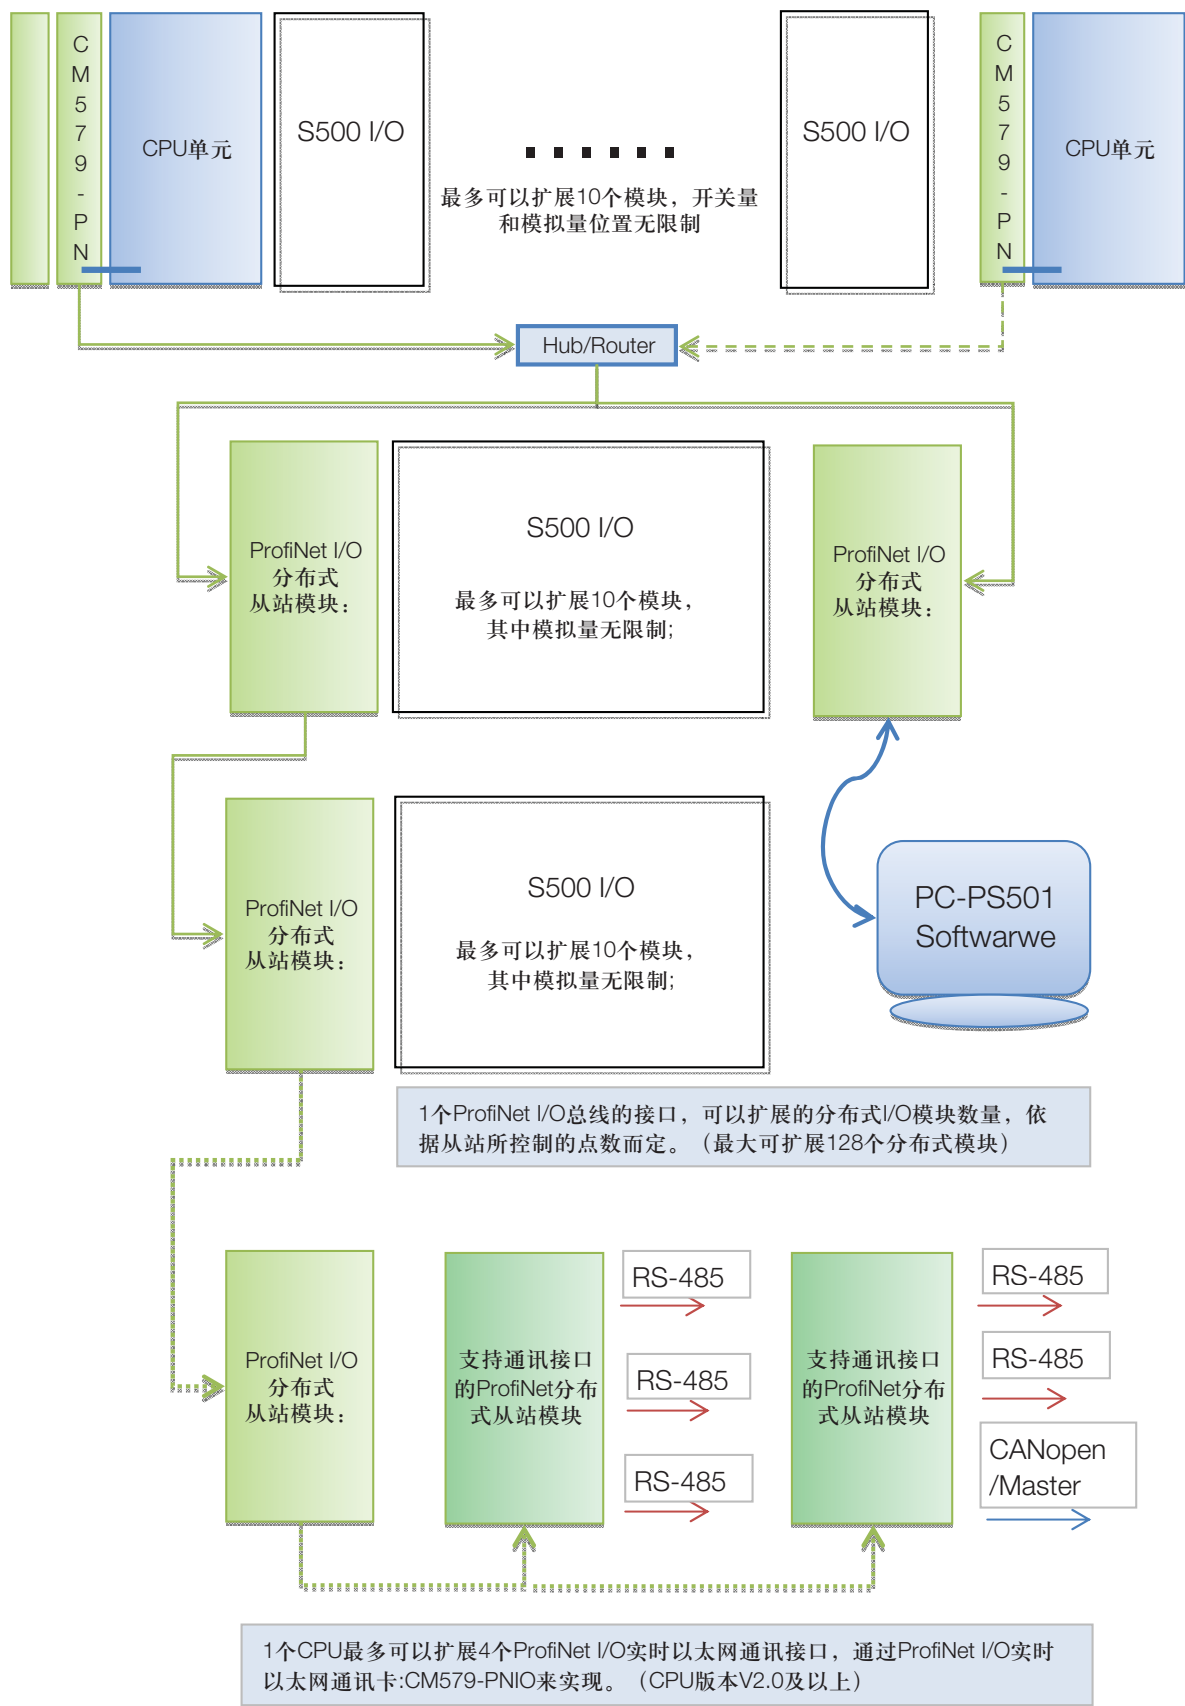 CM579-PN
CPU单元
S500 I/O
最多可以扩展10个模块，开关量
和模拟量位置无限制
S500 I/O
CM579-PN
CPU单元
Hub/Router
ProfiNet I/O
分布式
从站模块：
S500 I/O
最多可以扩展10个模块，
其中模拟量无限制;
ProfiNet I/O
分布式
从站模块：
ProfiNet I/O
分布式
从站模块：
S500 I/O
最多可以扩展10个模块，
其中模拟量无限制;
PC-PS501
Softwarwe
1个ProfiNet I/O总线的接口，可以扩展的分布式I/O模块数量，依
据从站所控制的点数而定。（最大可扩展128个分布式模块）
ProfiNet I/O
分布式
从站模块：
支持通讯接口
的ProfiNet分布
式从站模块
RS-485
RS-485
RS-485
支持通讯接口
的ProfiNet分布
式从站模块
RS-485
RS-485
CANopen
/Master
1个CPU最多可以扩展4个ProfiNet I/O实时以太网通讯接口，通过ProfiNet I/O实时
以太网通讯卡:CM579-PNIO来实现。（CPU版本V2.0及以上）